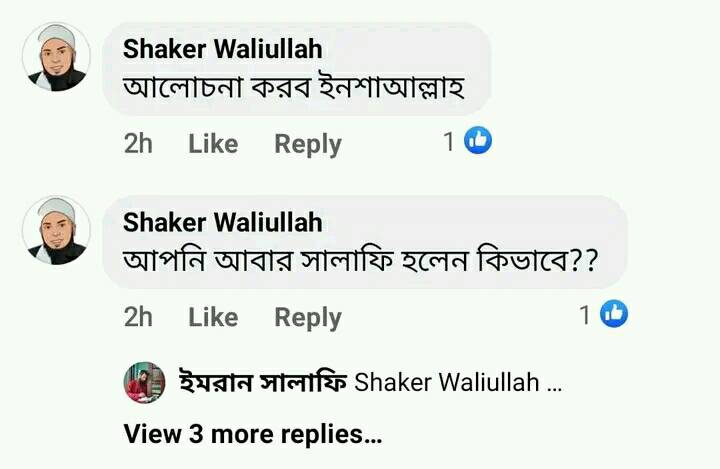 Shaker Waliullah
আলোচনা করব ইনশাআল্লাহ
2h Like Reply 1
Shaker Waliullah
আপনি আবার সালাফি হলেন কিভাবে??
2h Like Reply 1
ইমরান সালাফি Shaker Waliullah ...
View 3 more replies...